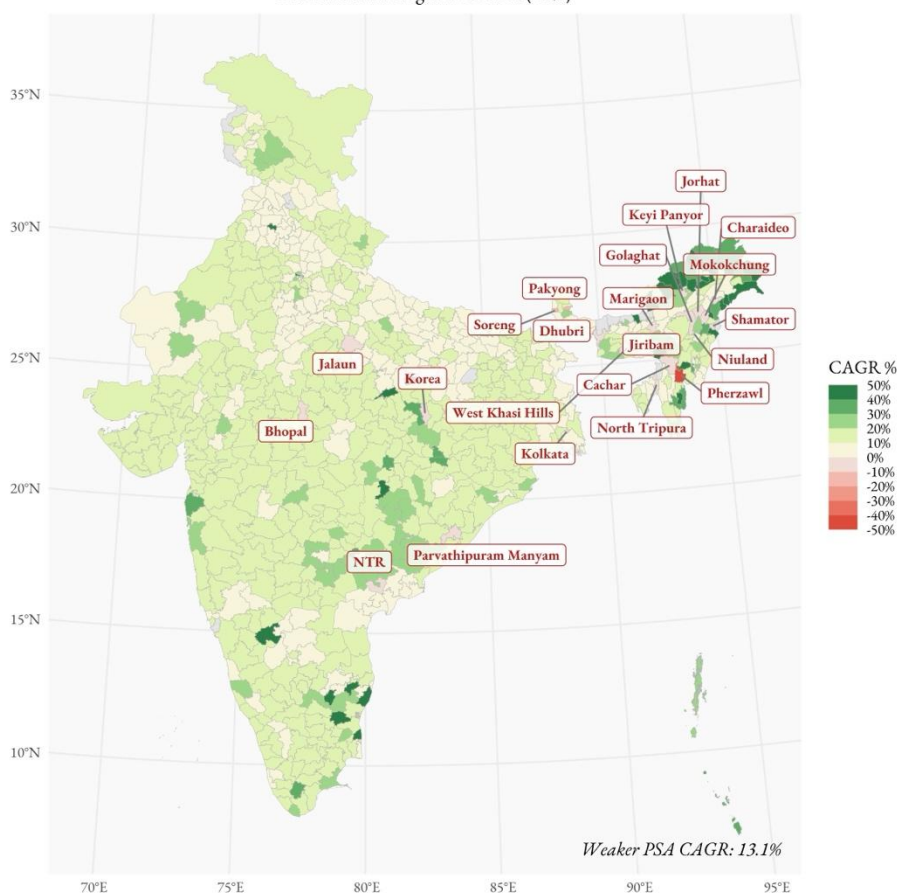 35°N
30°N
25°N
20°N
15°N
10°N
Jorhat
Keyi Panyor
Charaideo
Golaghat
Mokokchung
Pakyong
Marigaon
Soreng
Dhubri
Shamator
Jiribam
Niuland
Jalaun
Korea
Cachar
Pherzawl
West Khasi Hills
Bhopal
North Tripura
Kolkata
NTR
Parvathipuram Manyam
CAGR %
50%
40%
30%
20%
10%
0%
-10%
-20%
-30%
-40%
-50%
Weaker PSA CAGR: 13.1%
70°E
75°E
80°E
85°E
90°E
95°E